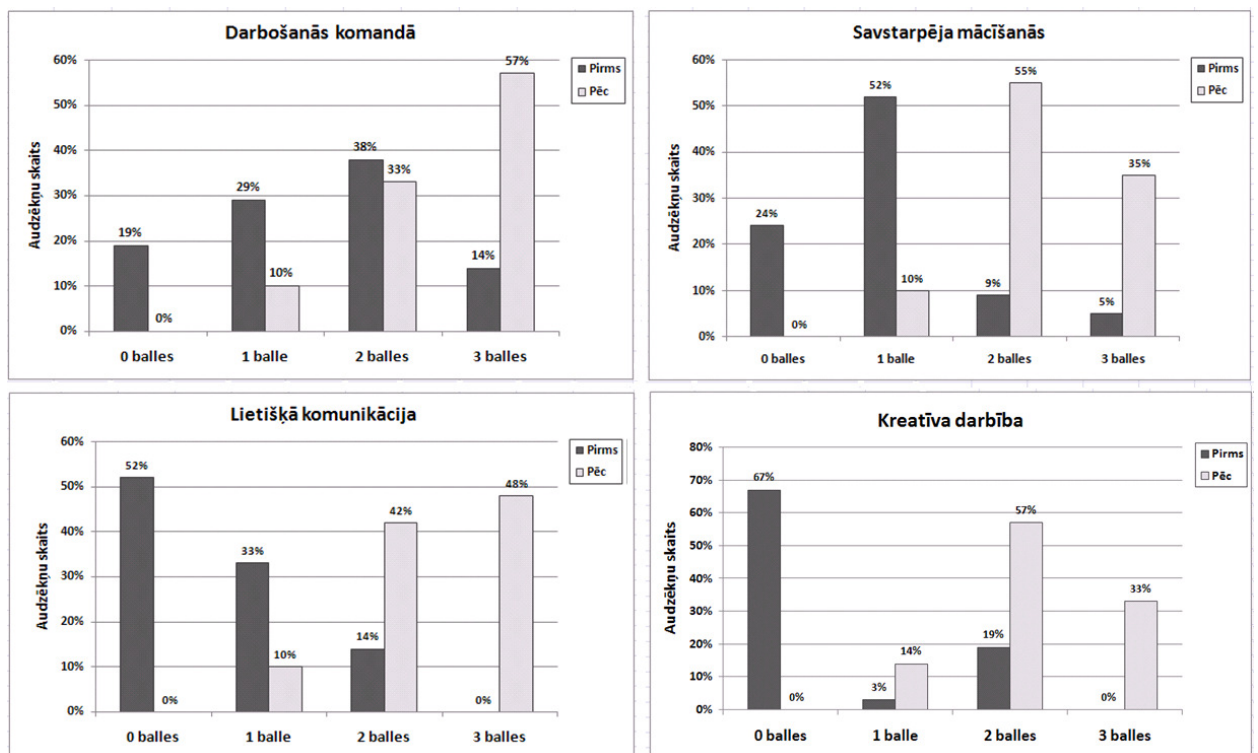 Darbošanās komandā
Audzēkņu skaits
60%
50%
40%
30%
20%
10%
0%
19%
0%
29%
10%
38%
33%
14%
57%
0 balles
1 balle
2 balles
3 balles
Pirms
Pēc
Savstarpēja mācīšanās
Audzēkņu skaits
60%
50%
40%
30%
20%
10%
0%
24%
0%
52%
10%
9%
55%
5%
35%
0 balles
1 balle
2 balles
3 balles
Pirms
Pēc
Lietišķā komunikācija
Audzēkņu skaits
60%
50%
40%
30%
20%
10%
0%
52%
0%
33%
10%
14%
42%
0%
48%
0 balles
1 balle
2 balles
3 balles
Pirms
Pēc
Kreatīva darbība
Audzēkņu skaits
80%
70%
60%
50%
40%
30%
20%
10%
0%
67%
0%
3%
14%
19%
57%
0%
33%
0 balles
1 balle
2 balles
3 balles
Pirms
Pēc